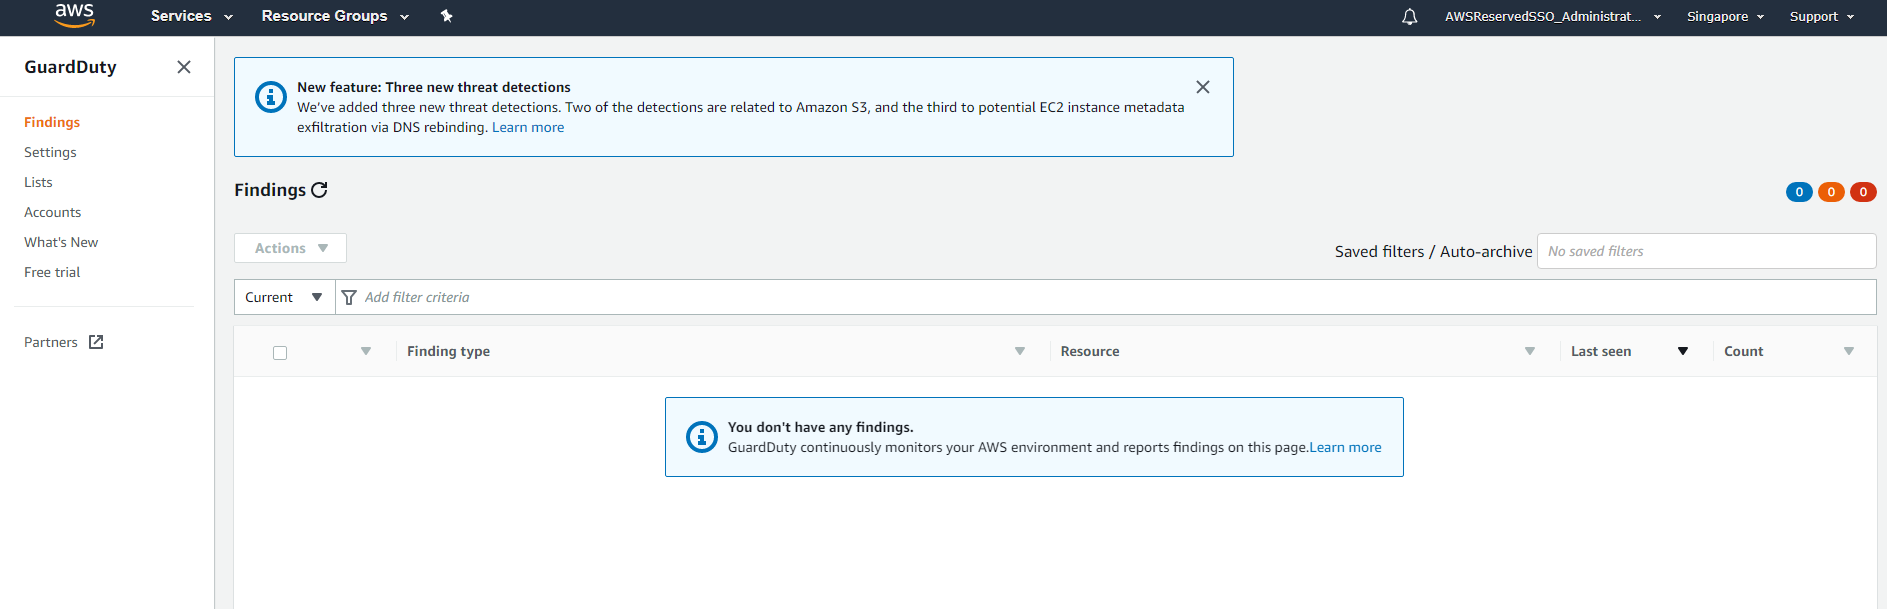 aws Services Resource Groups AWSReservedSSO_Administrat... Singapore Support
GuardDuty
Findings
Settings
Lists
Accounts
What's New
Free trial
Partners
New feature: Three new threat detections
We've added three new threat detections. Two of the detections are related to Amazon S3, and the third to potential EC2 instance metadata
exfiltration via DNS rebinding. Learn more
Findings 0 0 0
Actions Saved filters / Auto-archive No saved filters
Current Add filter criteria
Finding type Resource Last seen Count
You don't have any findings.
GuardDuty continuously monitors your AWS environment and reports findings on this page.Learn more